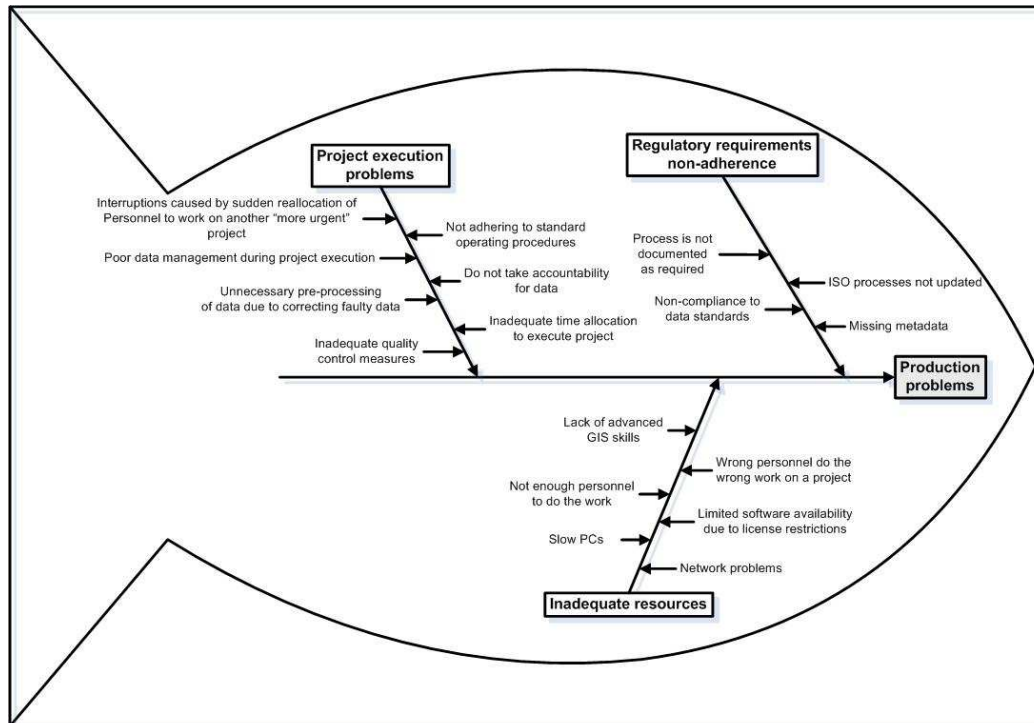 Project execution
problems
Regulatory requirements
non-adherence
Interruptions caused by sudden reallocation of
Personnel to work on another “more urgent”
project
Not adhering to standard
operating procedures
Poor data management during project execution
Do not take accountability
for data
Unnecessary pre-processing
of data due to correcting faulty data
Inadequate time allocation
to execute project
Inadequate quality
control measures
Process is not
documented
as required
ISO processes not updated
Non-compliance to
data standards
Missing metadata
Production
problems
Lack of advanced
GIS skills
Wrong personnel do the
wrong work on a project
Not enough personnel
to do the work
Limited software availability
due to license restrictions
Slow PCs
Network problems
Inadequate resources